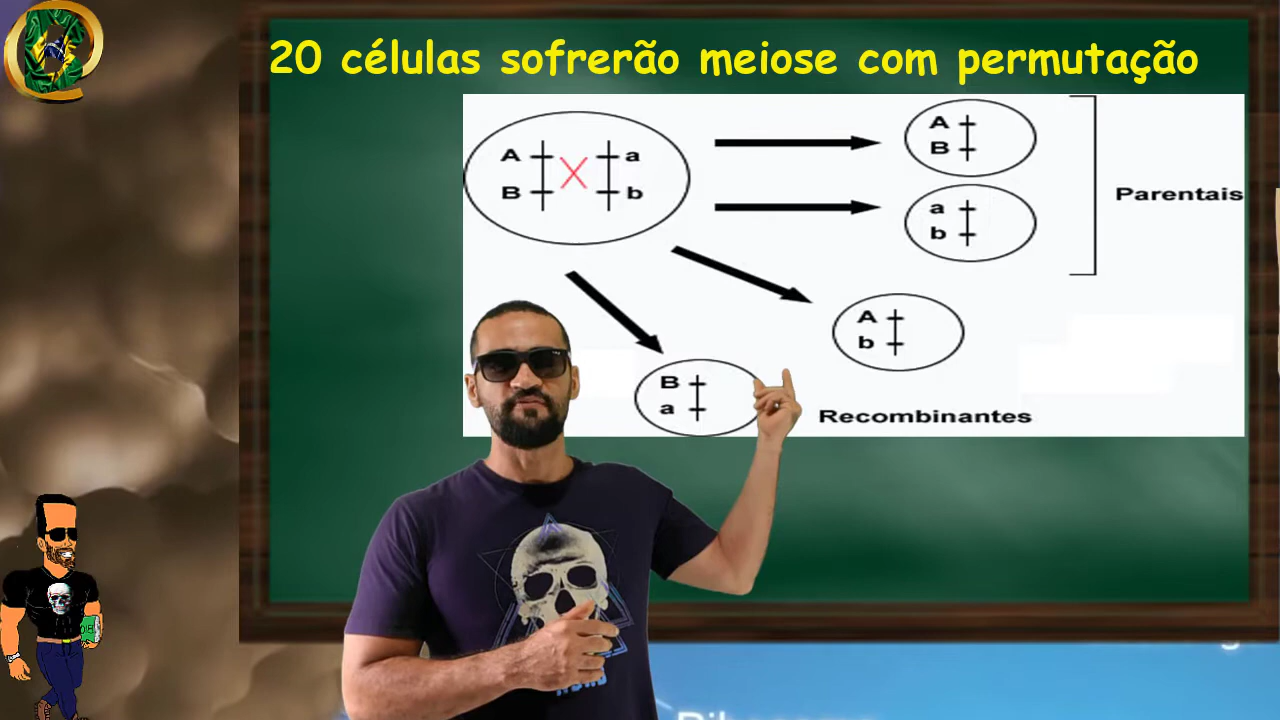 20 células sofrerão meiose com permutação
A a
B b
A
B
a
b
Parentais
A
b
B
a
Recombinantes